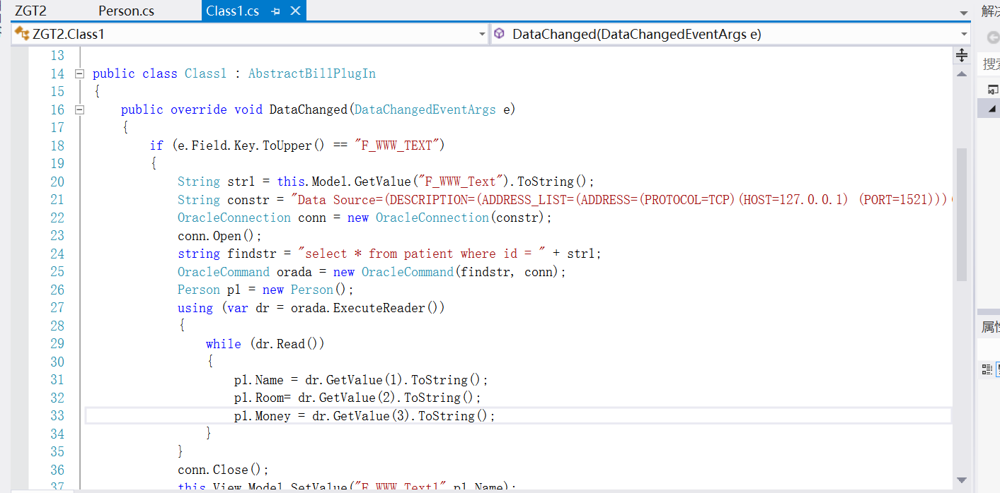 ZGT2 Person.cs Class1.cs
解决
ZGT2.Class1 DataChanged(DataChangedEventArgs e)
搜索
13
14 public class Class1 : AbstractBillPlugIn
15 {
16 public override void DataChanged(DataChangedEventArgs e)
17 {
18 if (e.Field.Key.ToUpper() == "F_WWW_TEXT")
19 {
20 String str1 = this.Model.GetValue("F_WWW_Text").ToString();
21 String constr = "Data Source=(DESCRIPTION=(ADDRESS_LIST=(ADDRESS=(PROTOCOL=TCP)(HOST=127.0.0.1) (PORT=1521)))(
22 OracleConnection conn = new OracleConnection(constr);
23 conn.Open();
24 string findstr = "select * from patient where id = " + str1;
25 OracleCommand orada = new OracleCommand(findstr, conn);
26 Person p1 = new Person();
27 using (var dr = orada.ExecuteReader())
28 {
29 while (dr.Read())
30 {
31 p1.Name = dr.GetValue(1).ToString();
32 p1.Room= dr.GetValue(2).ToString();
33 p1.Money = dr.GetValue(3).ToString();
34 }
35 }
36 conn.Close();
37 this.View.Model.SetValue("F_WWW_Text1",p1.Name);
属性